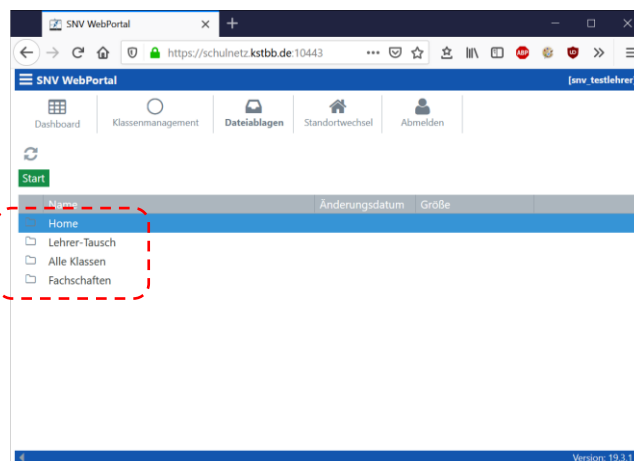 SNV WebPortal
https://schulnetz.kstbb.de:10443
ABP
SNV WebPortal
[snv_testlehrer]
Dashboard
Klassenmanagement
Dateiablagen
Standortwechsel
Abmelden
Start
Name Änderungsdatum Größe
Home
Lehrer-Tausch
Alle Klassen
Fachschaften
Version: 19.3.1